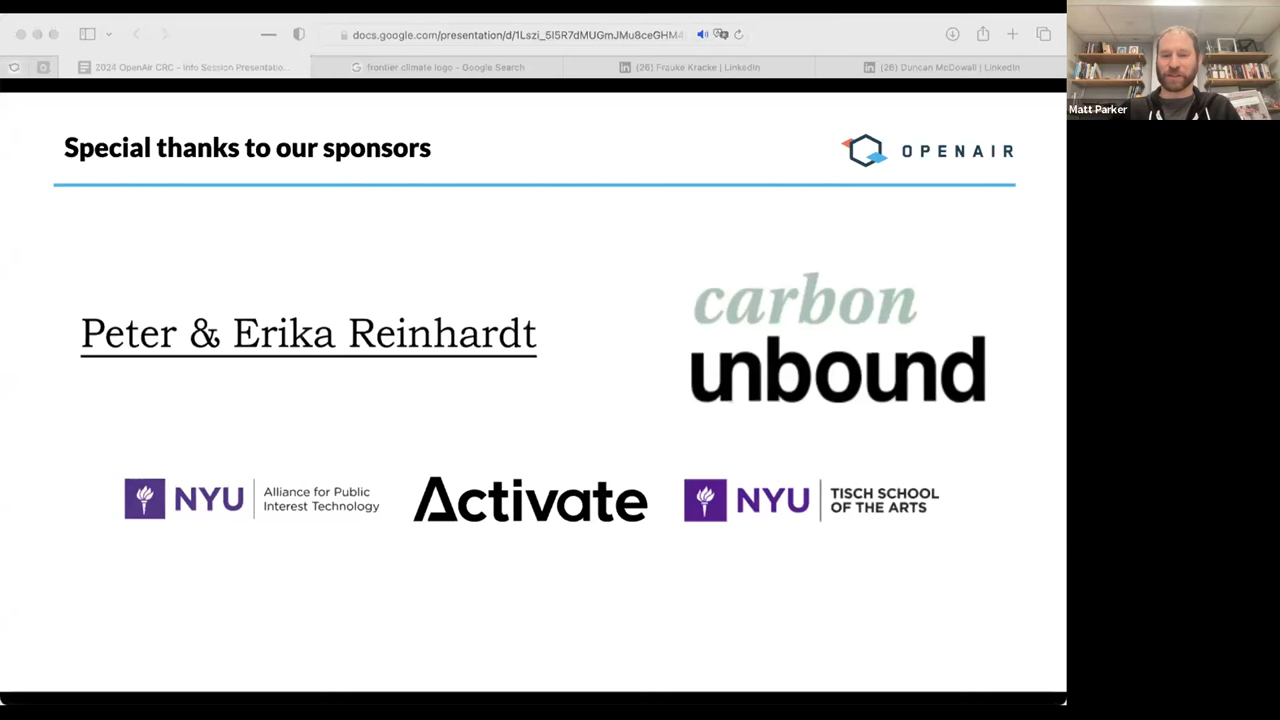 docs.google.com/presentation/d/1Lszi_5I5R7dMUGmJMu8ceGHM4
2024 OpenAir CRC - Info Session Presentatio...
frontier climate logo - Google Search
(26) Frauke Kracke | LinkedIn
(26) Duncan McDowall | LinkedIn
Matt Parker
Special thanks to our sponsors
OPENAIR
Peter & Erika Reinhardt
carbon
unbound
NYU
Alliance for Public
Interest Technology
Activate
NYU
TISCH SCHOOL
OF THE ARTS